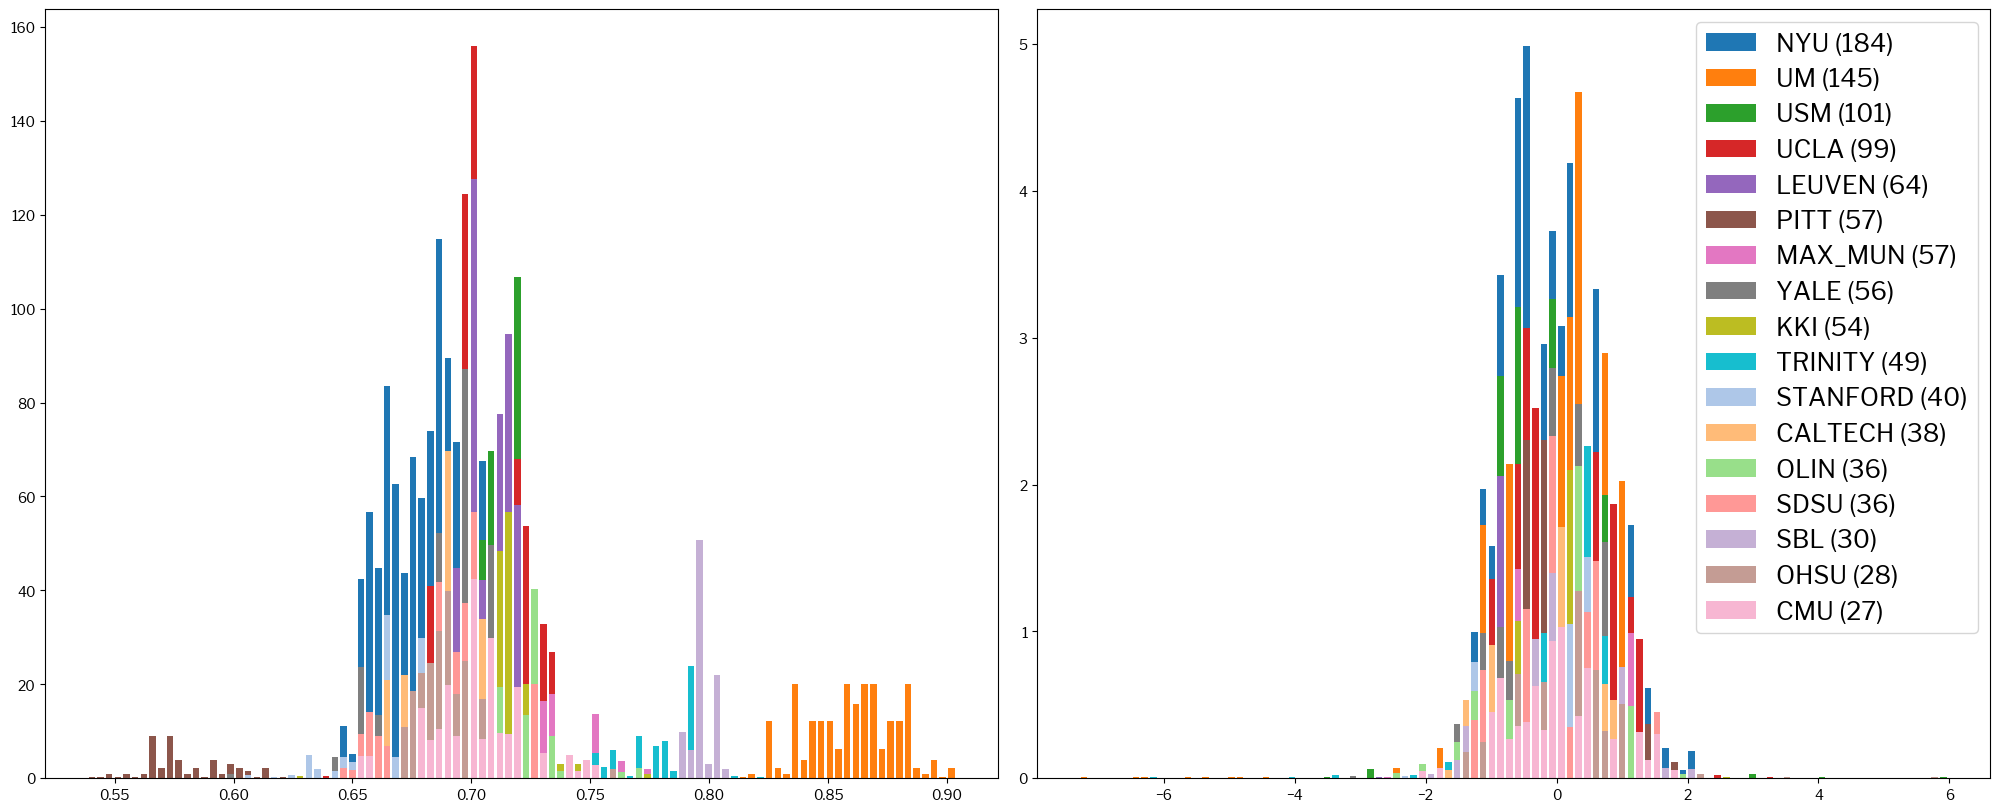 160
140
120
100
80
60
40
20
0
0.55 0.60 0.65 0.70 0.75 0.80 0.85 0.90
5
4
3
2
1
0
−6 −4 −2 0 2 4 6
NYU (184)
UM (145)
USM (101)
UCLA (99)
LEUVEN (64)
PITT (57)
MAX_MUN (57)
YALE (56)
KKI (54)
TRINITY (49)
STANFORD (40)
CALTECH (38)
OLIN (36)
SDSU (36)
SBL (30)
OHSU (28)
CMU (27)